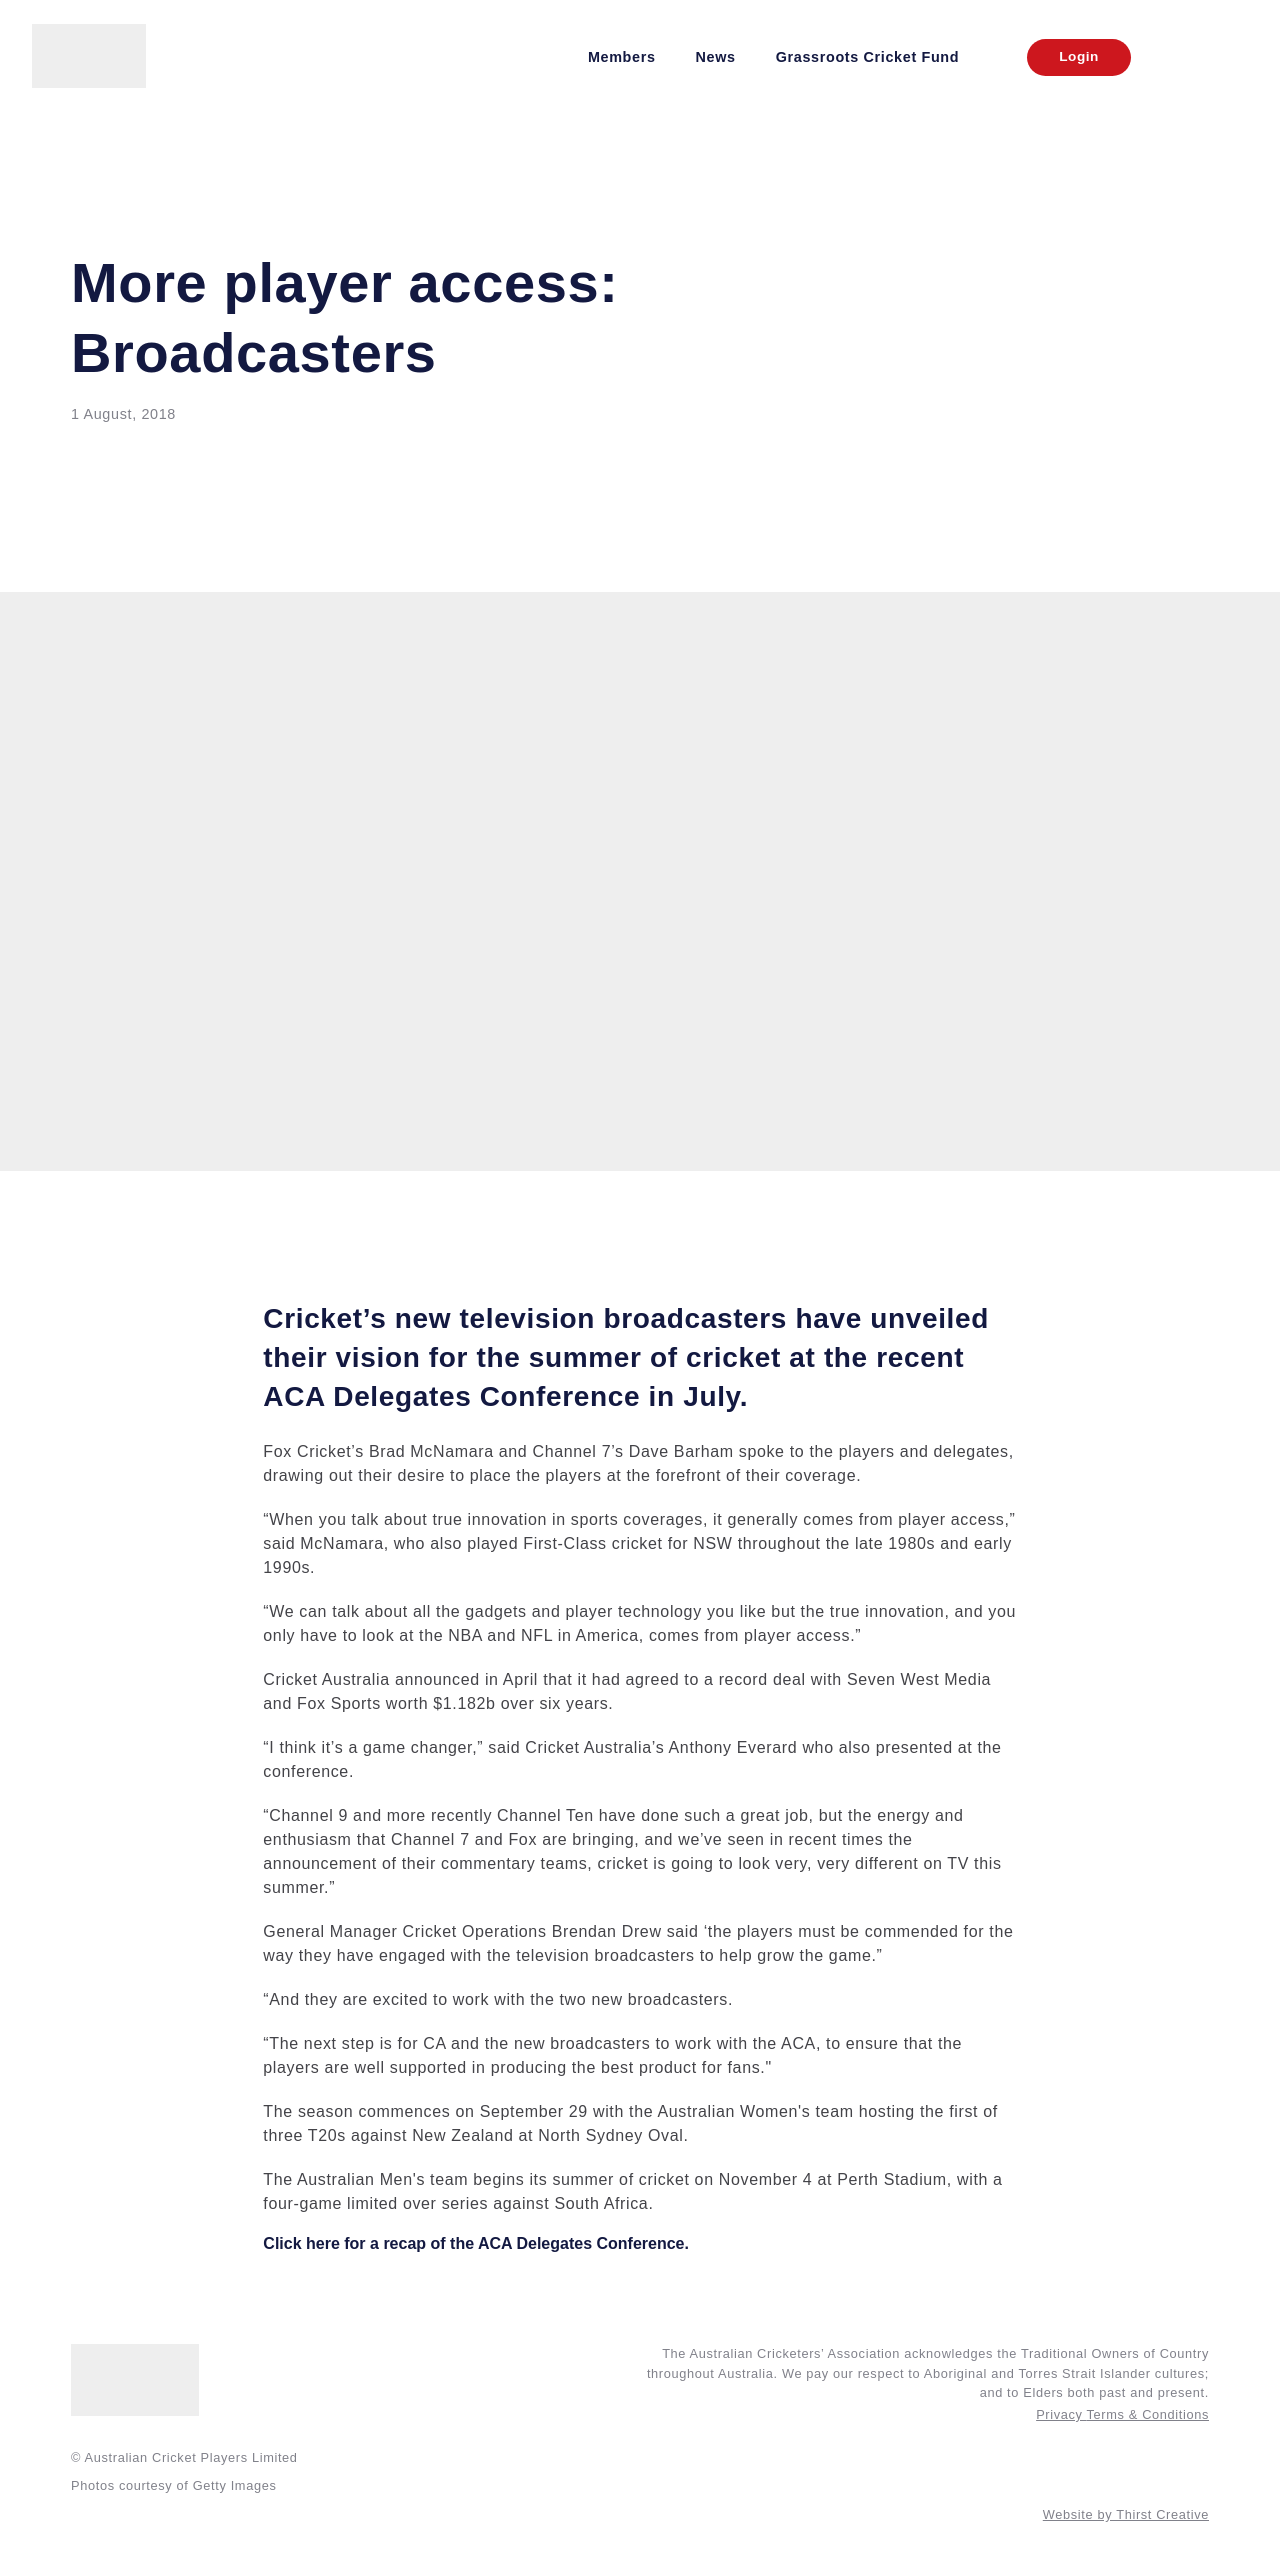 Members News Grassroots Cricket Fund Login
More player access:
Broadcasters
1 August, 2018
Cricket’s new television broadcasters have unveiled
their vision for the summer of cricket at the recent
ACA Delegates Conference in July.
Fox Cricket’s Brad McNamara and Channel 7’s Dave Barham spoke to the players and delegates,
drawing out their desire to place the players at the forefront of their coverage.
“When you talk about true innovation in sports coverages, it generally comes from player access,”
said McNamara, who also played First-Class cricket for NSW throughout the late 1980s and early
1990s.
“We can talk about all the gadgets and player technology you like but the true innovation, and you
only have to look at the NBA and NFL in America, comes from player access.”
Cricket Australia announced in April that it had agreed to a record deal with Seven West Media
and Fox Sports worth $1.182b over six years.
“I think it’s a game changer,” said Cricket Australia’s Anthony Everard who also presented at the
conference.
“Channel 9 and more recently Channel Ten have done such a great job, but the energy and
enthusiasm that Channel 7 and Fox are bringing, and we’ve seen in recent times the
announcement of their commentary teams, cricket is going to look very, very different on TV this
summer.”
General Manager Cricket Operations Brendan Drew said ‘the players must be commended for the
way they have engaged with the television broadcasters to help grow the game.”
“And they are excited to work with the two new broadcasters.
“The next step is for CA and the new broadcasters to work with the ACA, to ensure that the
players are well supported in producing the best product for fans."
The season commences on September 29 with the Australian Women's team hosting the first of
three T20s against New Zealand at North Sydney Oval.
The Australian Men's team begins its summer of cricket on November 4 at Perth Stadium, with a
four-game limited over series against South Africa.
Click here for a recap of the ACA Delegates Conference.
The Australian Cricketers’ Association acknowledges the Traditional Owners of Country
throughout Australia. We pay our respect to Aboriginal and Torres Strait Islander cultures;
and to Elders both past and present.
Privacy Terms & Conditions
© Australian Cricket Players Limited
Photos courtesy of Getty Images
Website by Thirst Creative